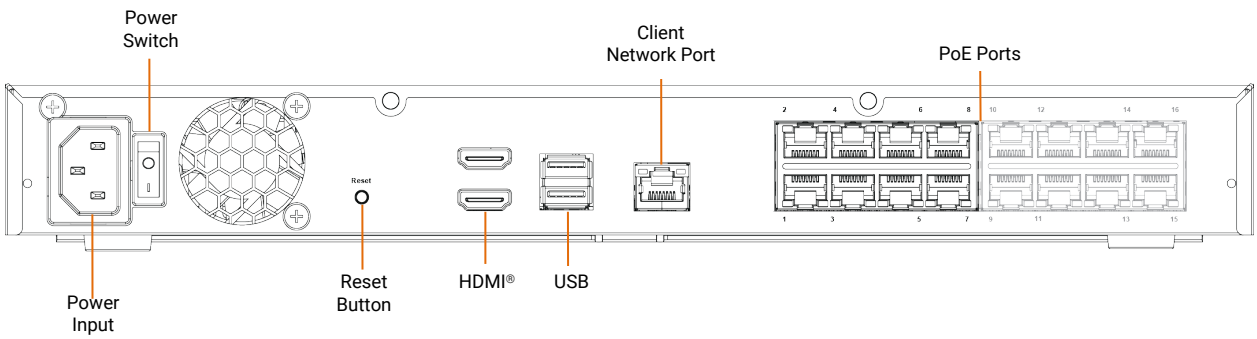 Power
Switch
Client
Network Port
PoE Ports
2 4 6 8 10 12 14 16
Reset
1 3 5 7 9 11 13 15
Power
Input
Reset
Button
HDMI®
USB